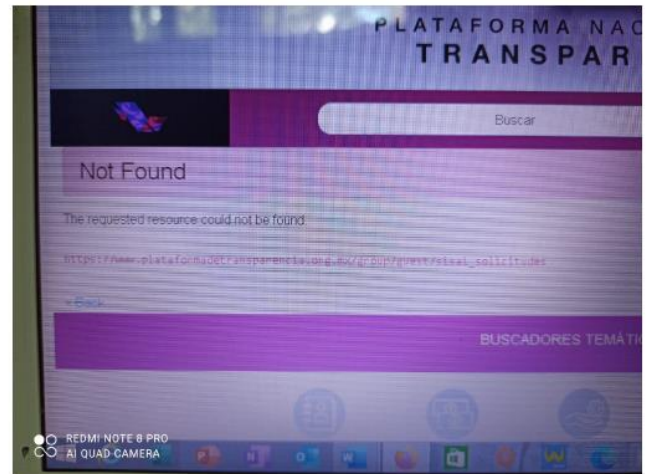 PLATAFORMA NAC
TRANSPAR
Buscar
Not Found
The requested resource could not be found.
https://www.plataformadetransparencia.org.mx/group/guest/sisai_solicitudes
« Back
BUSCADORES TEMÁTI
REDMI NOTE 8 PRO
AI QUAD CAMERA